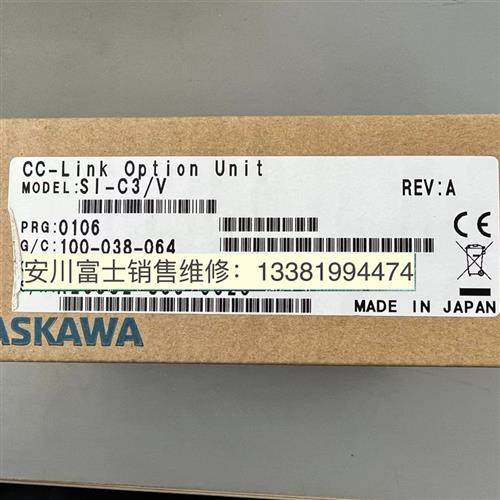 CC-Link Option Unit
MODEL:SI-C3/V
REV:A
PRG:0106
G/C:100-038-064
安川富士销售维修：13381994474
MADE IN JAPAN
ASKAWA